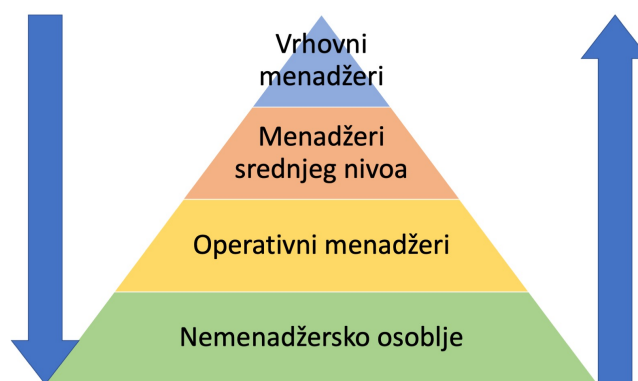 Vrhovni
menadžeri
Menadžeri
srednjeg nivoa
Operativni menadžeri
Nemenadžersko osoblje